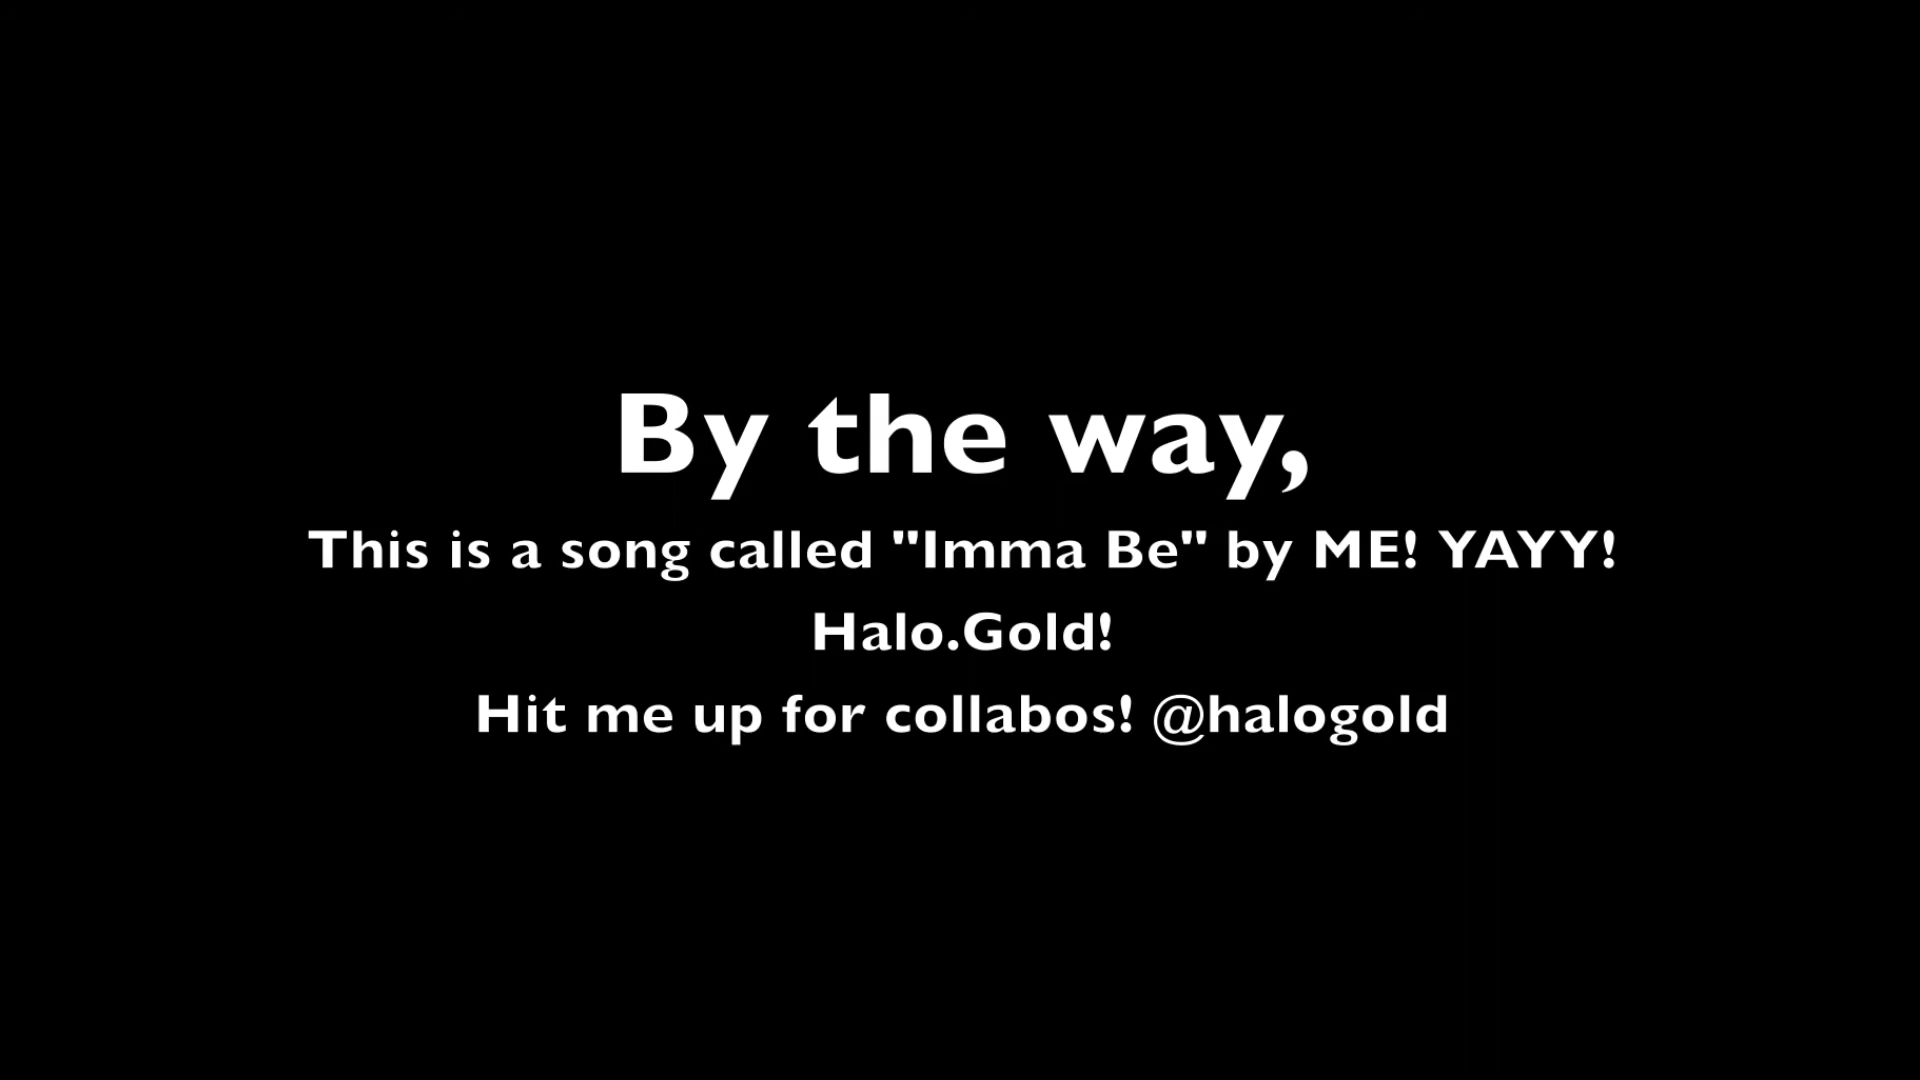 By the way,
This is a song called "Imma Be" by ME! YAYY!
Halo.Gold!
Hit me up for collabos! @halogold